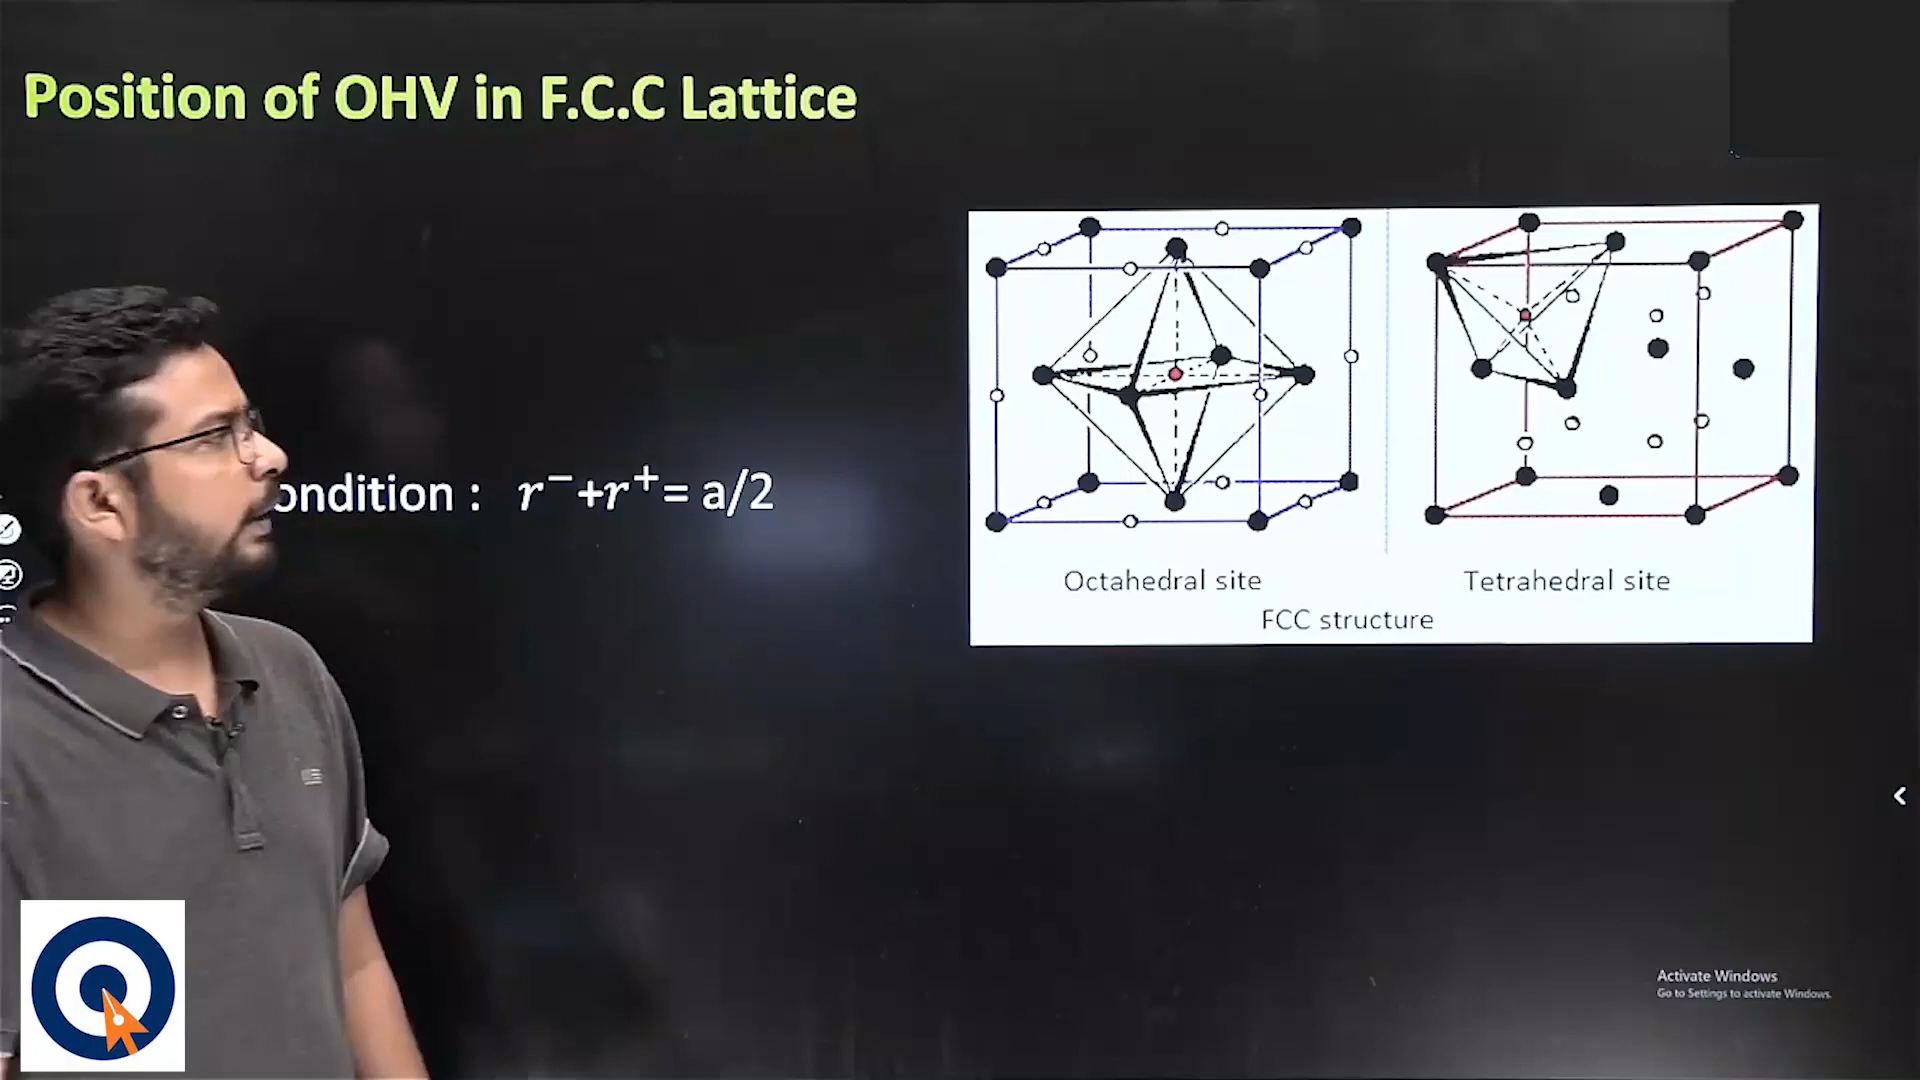 Position of OHV in F.C.C Lattice
ondition : r⁻+r⁺= a/2
Octahedral site
Tetrahedral site
FCC structure
Activate Windows
Go to Settings to activate Windows.